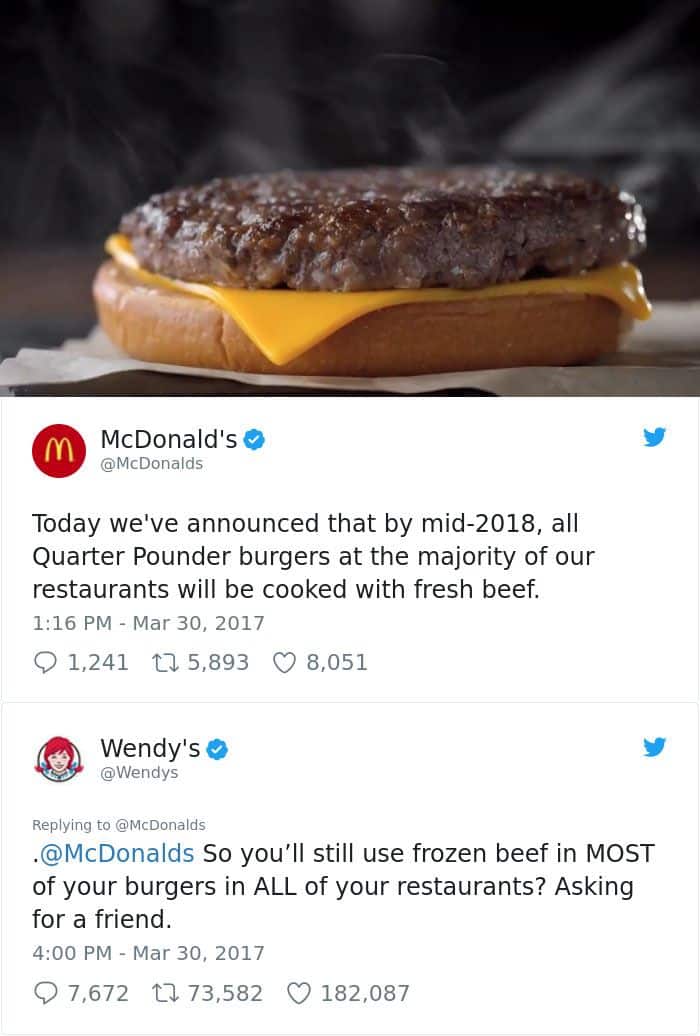 McDonald's
@McDonalds
Today we've announced that by mid-2018, all
Quarter Pounder burgers at the majority of our
restaurants will be cooked with fresh beef.
1:16 PM - Mar 30, 2017
1,241 5,893 8,051
Wendy's
@Wendys
Replying to @McDonalds
.@McDonalds So you’ll still use frozen beef in MOST
of your burgers in ALL of your restaurants? Asking
for a friend.
4:00 PM - Mar 30, 2017
7,672 73,582 182,087